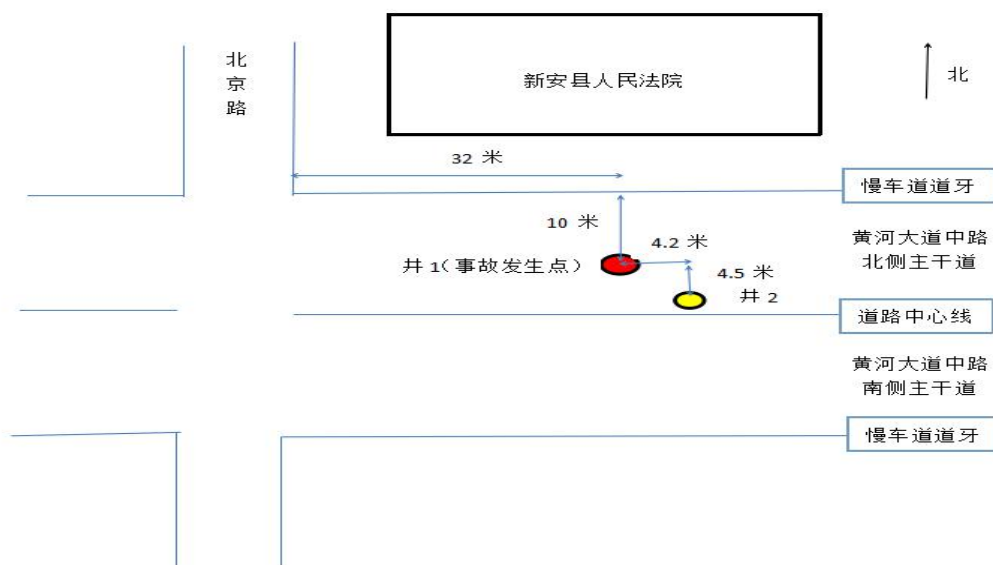 北京路
新安县人民法院
北
32 米
慢车道道牙
10 米
4.2 米
黄河大道中路
北侧主干道
井 1（事故发生点）
4.5 米
井 2
道路中心线
黄河大道中路
南侧主干道
慢车道道牙